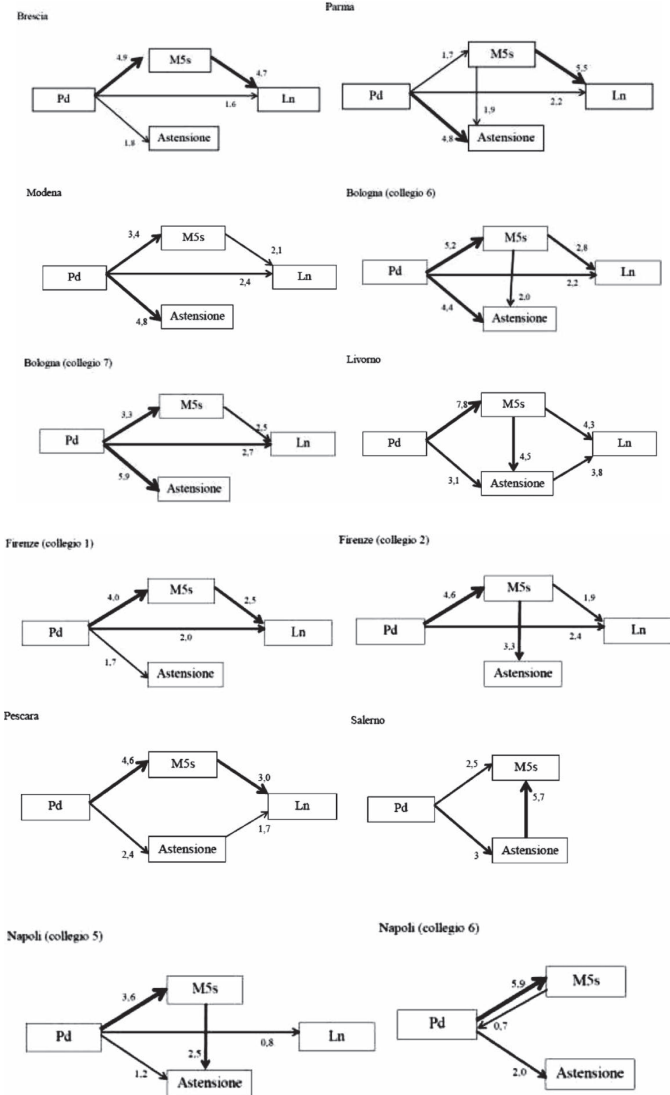 Brescia
4,9
M5s
4,7
Pd
1,6
Ln
1,8
Astensione
Parma
1,7
M5s
5,5
Pd
2,2
Ln
1,9
4,8
Astensione
Modena
3,4
M5s
2,1
Pd
2,4
Ln
4,8
Astensione
Bologna (collegio 6)
5,2
M5s
2,8
Pd
2,2
Ln
2,0
4,4
Astensione
Bologna (collegio 7)
3,3
M5s
2,5
Pd
2,7
Ln
5,9
Astensione
Livorno
7,8
M5s
4,3
Pd
Ln
4,5
3,1
Astensione
3,8
Firenze (collegio 1)
4,0
M5s
2,5
Pd
2,0
Ln
1,7
Astensione
Firenze (collegio 2)
4,6
M5s
1,9
Pd
2,4
Ln
3,3
Astensione
Pescara
4,6
M5s
3,0
Pd
Ln
2,4
Astensione
1,7
Salerno
2,5
M5s
Pd
5,7
3
Astensione
Napoli (collegio 5)
3,6
M5s
Pd
0,8
Ln
2,5
1,2
Astensione
Napoli (collegio 6)
5,9
M5s
Pd
0,7
2,0
Astensione